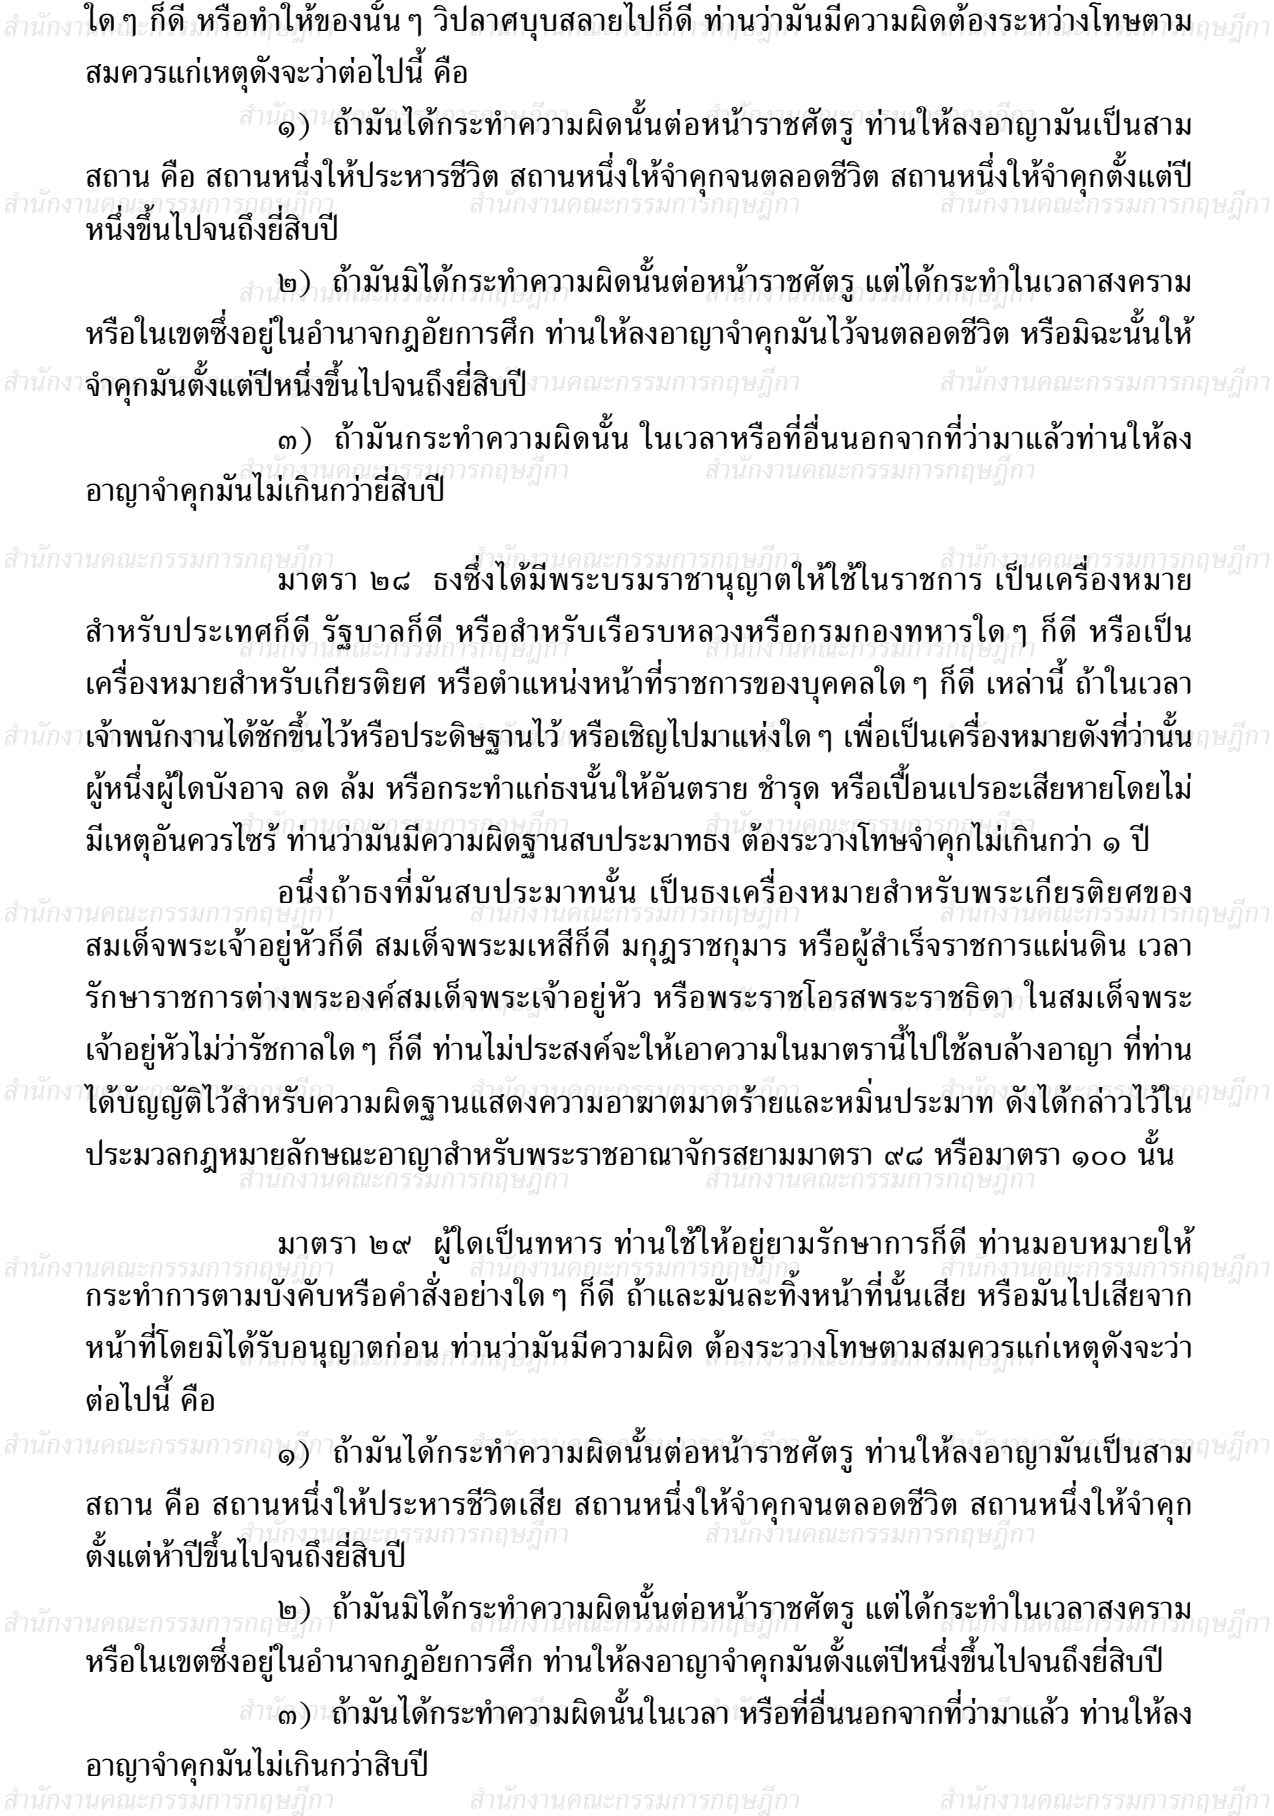 ใด ๆ ก็ดี หรือทำให้ของนั้น ๆ วิปลาศบุบสลายไปก็ดี ท่านว่ามันมีความผิดต้องระหว่างโทษตาม
สมควรแก่เหตุดังจะว่าต่อไปนี้ คือ
๑) ถ้ามันได้กระทำความผิดนั้นต่อหน้าราชศัตรู ท่านให้ลงอาญามันเป็นสาม
สถาน คือ สถานหนึ่งให้ประหารชีวิต สถานหนึ่งให้จำคุกจนตลอดชีวิต สถานหนึ่งให้จำคุกตั้งแต่ปี
หนึ่งขึ้นไปจนถึงยี่สิบปี
๒) ถ้ามันมิได้กระทำความผิดนั้นต่อหน้าราชศัตรู แต่ได้กระทำในเวลาสงคราม
หรือในเขตซึ่งอยู่ในอำนาจกฎอัยการศึก ท่านให้ลงอาญาจำคุกมันไว้จนตลอดชีวิต หรือมิฉะนั้นให้
จำคุกมันตั้งแต่ปีหนึ่งขึ้นไปจนถึงยี่สิบปี
๓) ถ้ามันกระทำความผิดนั้น ในเวลาหรือที่อื่นนอกจากที่ว่ามาแล้วท่านให้ลง
อาญาจำคุกมันไม่เกินกว่ายี่สิบปี
มาตรา ๒๘ ธงซึ่งได้มีพระบรมราชานุญาตให้ใช้ในราชการ เป็นเครื่องหมาย
สำหรับประเทศก็ดี รัฐบาลก็ดี หรือสำหรับเรือรบหลวงหรือกรมกองทหารใด ๆ ก็ดี หรือเป็น
เครื่องหมายสำหรับเกียรติยศ หรือตำแหน่งหน้าที่ราชการของบุคคลใด ๆ ก็ดี เหล่านี้ ถ้าในเวลา
เจ้าพนักงานได้ชักขึ้นไว้หรือประดิษฐานไว้ หรือเชิญไปมาแห่งใด ๆ เพื่อเป็นเครื่องหมายดังที่ว่านั้น
ผู้หนึ่งผู้ใดบังอาจ ลด ล้ม หรือกระทำแก่ธงนั้นให้อันตราย ชำรุด หรือเปื้อนเปรอะเสียหายโดยไม่
มีเหตุอันควรไซร้ ท่านว่ามันมีความผิดฐานสบประมาทธง ต้องระวางโทษจำคุกไม่เกินกว่า ๑ ปี
อนึ่งถ้าธงที่มันสบประมาทนั้น เป็นธงเครื่องหมายสำหรับพระเกียรติยศของ
สมเด็จพระเจ้าอยู่หัวก็ดี สมเด็จพระมเหสีก็ดี มกุฎราชกุมาร หรือผู้สำเร็จราชการแผ่นดิน เวลา
รักษาราชการต่างพระองค์สมเด็จพระเจ้าอยู่หัว หรือพระราชโอรสพระราชธิดา ในสมเด็จพระ
เจ้าอยู่หัวไม่ว่ารัชกาลใด ๆ ก็ดี ท่านไม่ประสงค์จะให้เอาความในมาตรานี้ไปใช้ลบล้างอาญา ที่ท่าน
ได้บัญญัติไว้สำหรับความผิดฐานแสดงความอาฆาตมาดร้ายและหมิ่นประมาท ดังได้กล่าวไว้ใน
ประมวลกฎหมายลักษณะอาญาสำหรับพระราชอาณาจักรสยามมาตรา ๙๘ หรือมาตรา ๑๐๐ นั้น
มาตรา ๒๙ ผู้ใดเป็นทหาร ท่านใช้ให้อยู่ยามรักษาการก็ดี ท่านมอบหมายให้
กระทำการตามบังคับหรือคำสั่งอย่างใด ๆ ก็ดี ถ้าและมันละทิ้งหน้าที่นั้นเสีย หรือมันไปเสียจาก
หน้าที่โดยมิได้รับอนุญาตก่อน ท่านว่ามันมีความผิด ต้องระวางโทษตามสมควรแก่เหตุดังจะว่า
ต่อไปนี้ คือ
๑) ถ้ามันได้กระทำความผิดนั้นต่อหน้าราชศัตรู ท่านให้ลงอาญามันเป็นสาม
สถาน คือ สถานหนึ่งให้ประหารชีวิตเสีย สถานหนึ่งให้จำคุกจนตลอดชีวิต สถานหนึ่งให้จำคุก
ตั้งแต่ห้าปีขึ้นไปจนถึงยี่สิบปี
๒) ถ้ามันมิได้กระทำความผิดนั้นต่อหน้าราชศัตรู แต่ได้กระทำในเวลาสงคราม
หรือในเขตซึ่งอยู่ในอำนาจกฎอัยการศึก ท่านให้ลงอาญาจำคุกมันตั้งแต่ปีหนึ่งขึ้นไปจนถึงยี่สิบปี
๓) ถ้ามันได้กระทำความผิดนั้นในเวลา หรือที่อื่นนอกจากที่ว่ามาแล้ว ท่านให้ลง
อาญาจำคุกมันไม่เกินกว่าสิบปี
สำนักงานคณะกรรมการกฤษฎีกา สำนักงานคณะกรรมการกฤษฎีกา สำนักงานคณะกรรมการกฤษฎีกา